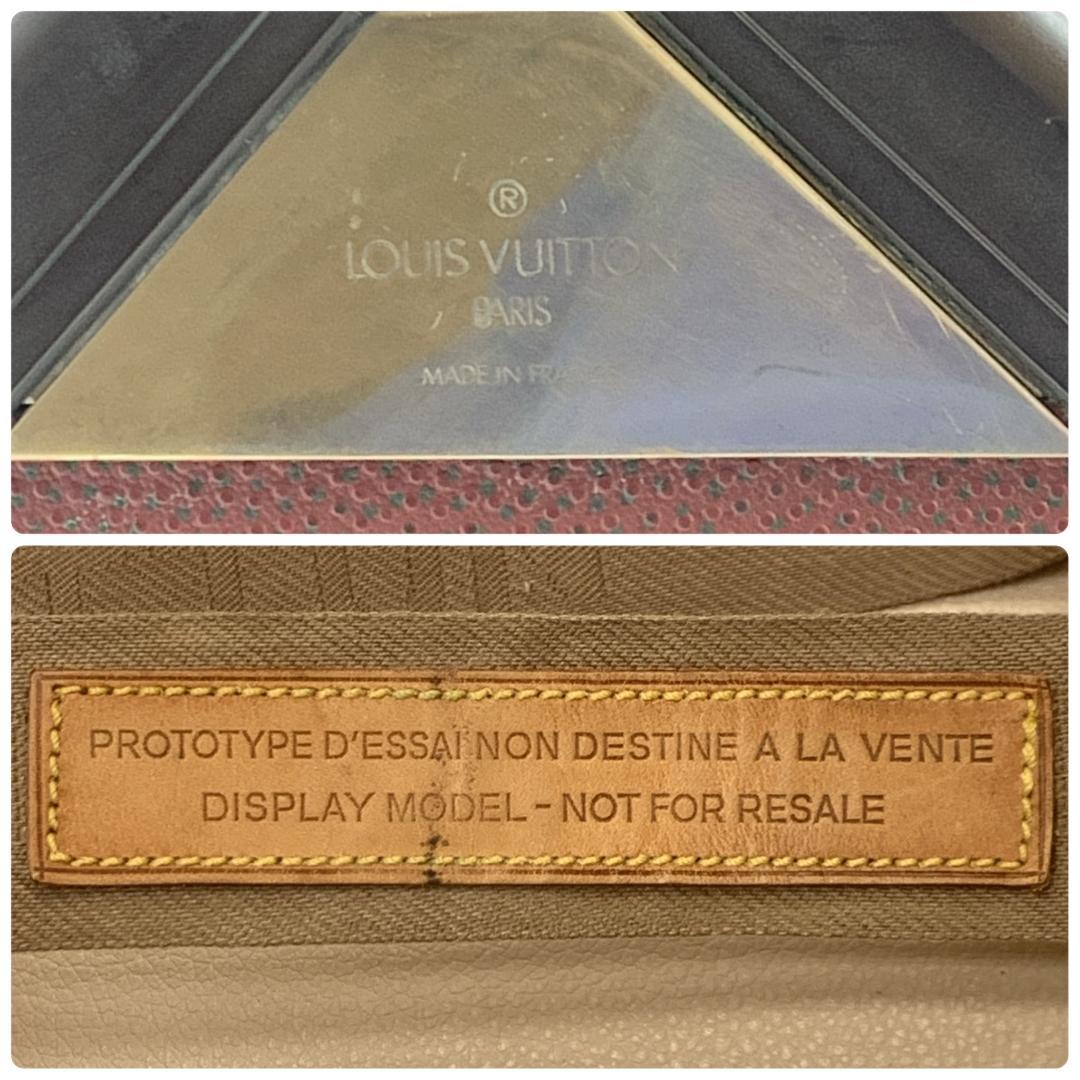 ®
LOUIS VUITTON
PARIS
MADE IN FRANCE
PROTOTYPE D'ESSAI NON DESTINE A LA VENTE
DISPLAY MODEL - NOT FOR RESALE